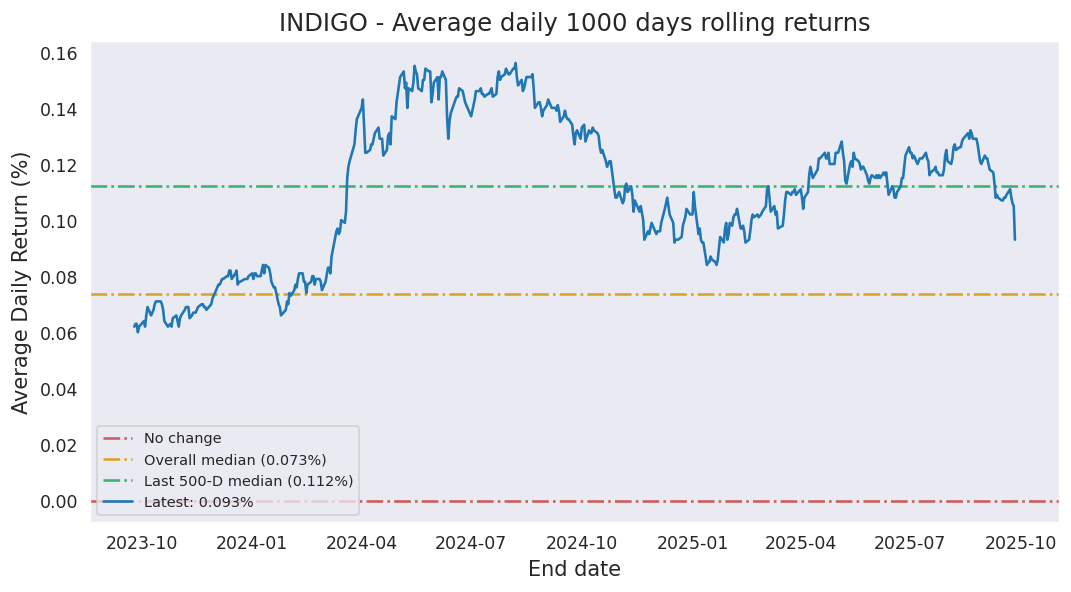 INDIGO - Average daily 1000 days rolling returns
Average Daily Return (%)
0.16
0.14
0.12
0.10
0.08
0.06
0.04
0.02
0.00
No change
Overall median (0.073%)
Last 500-D median (0.112%)
Latest: 0.093%
2023-10 2024-01 2024-04 2024-07 2024-10 2025-01 2025-04 2025-07 2025-10
End date